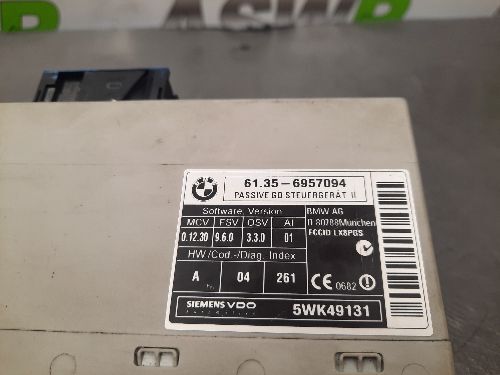 BMW
61.35 - 6957094
PASSIVE GO STEUERGERÄT II
Software. Version
MCV FSV OSV AI
0.12.30 9.6.0 3.3.0 01
HW/Cod.-/Diag. Index
A 04 261
BMW AG
D 80788 München
FCCID LX8PGS
CE 0682 !
SIEMENS VDO
5WK49131